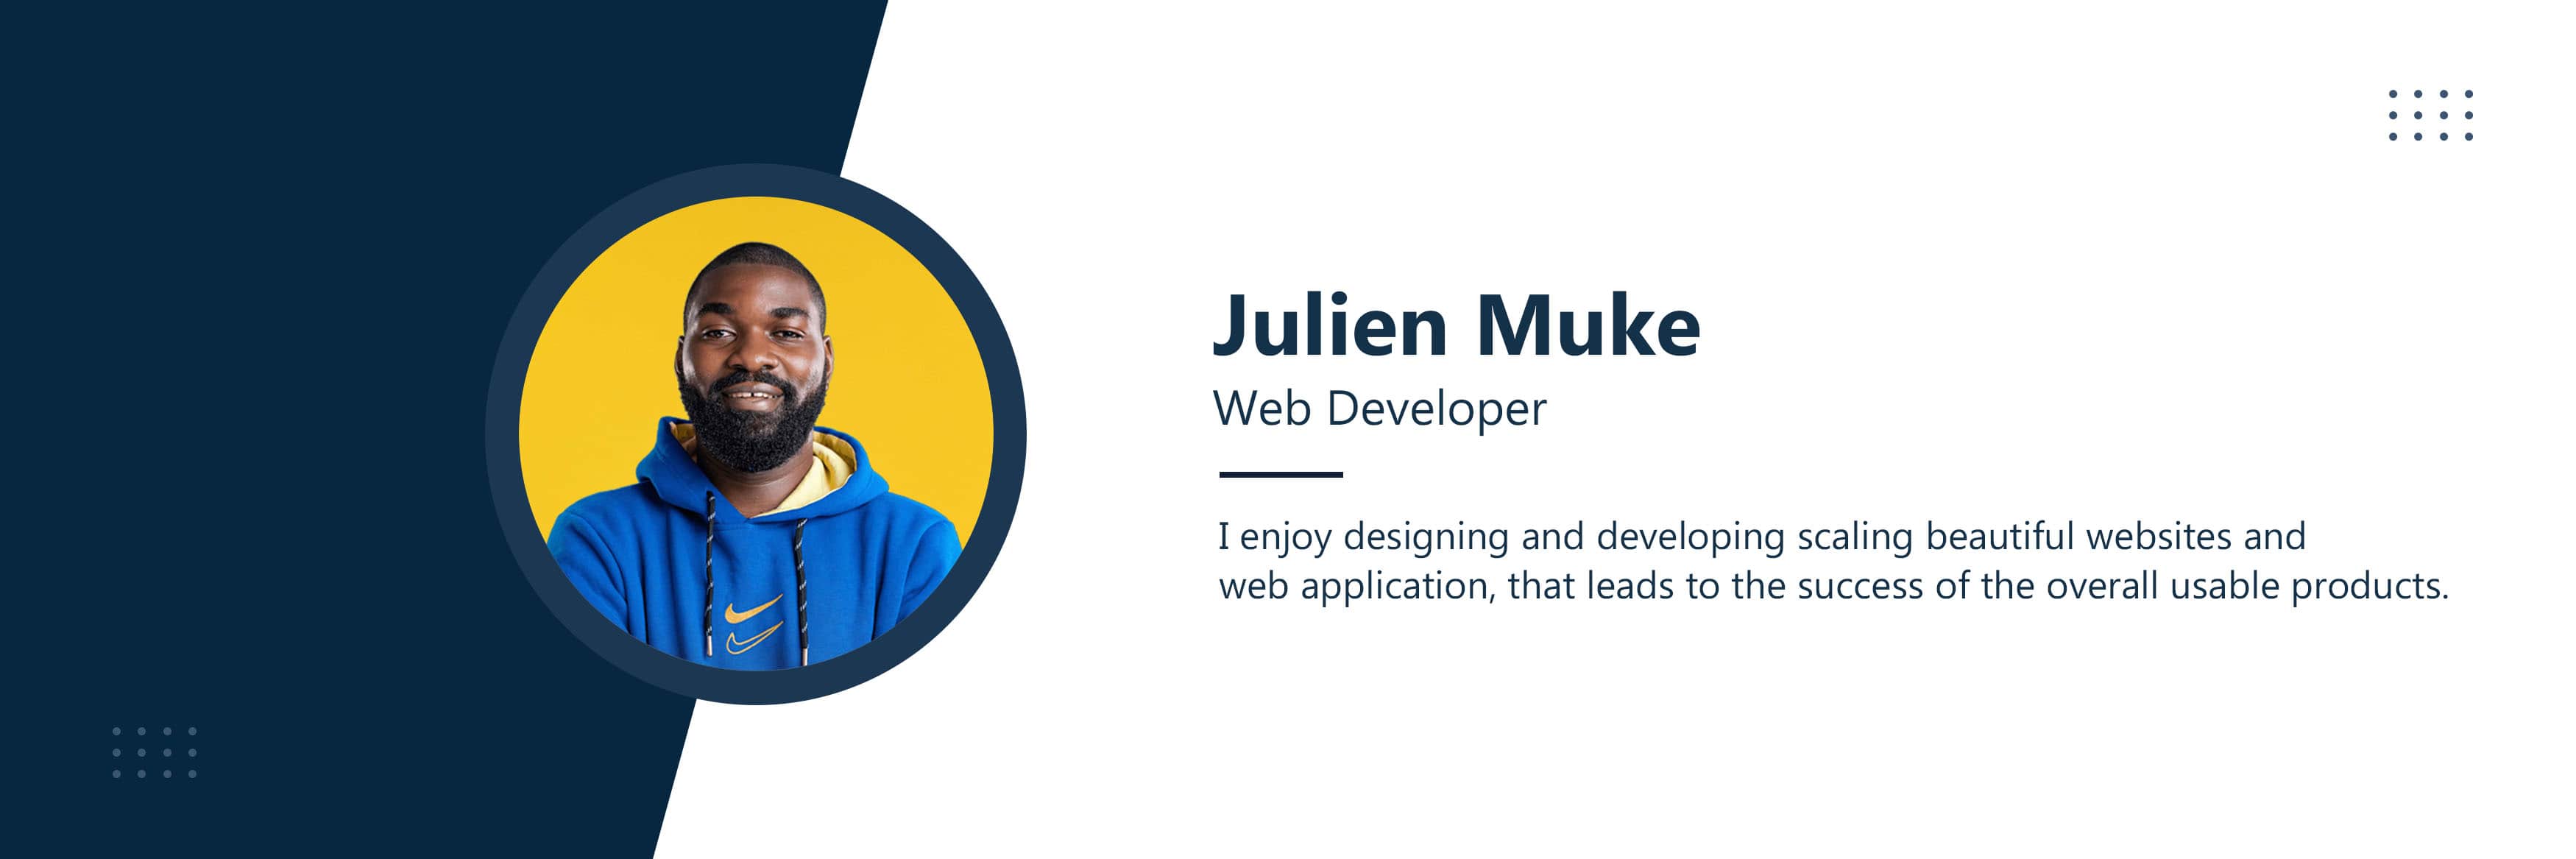 Julien Muke
Web Developer
I enjoy designing and developing scaling beautiful websites and
web application, that leads to the success of the overall usable products.